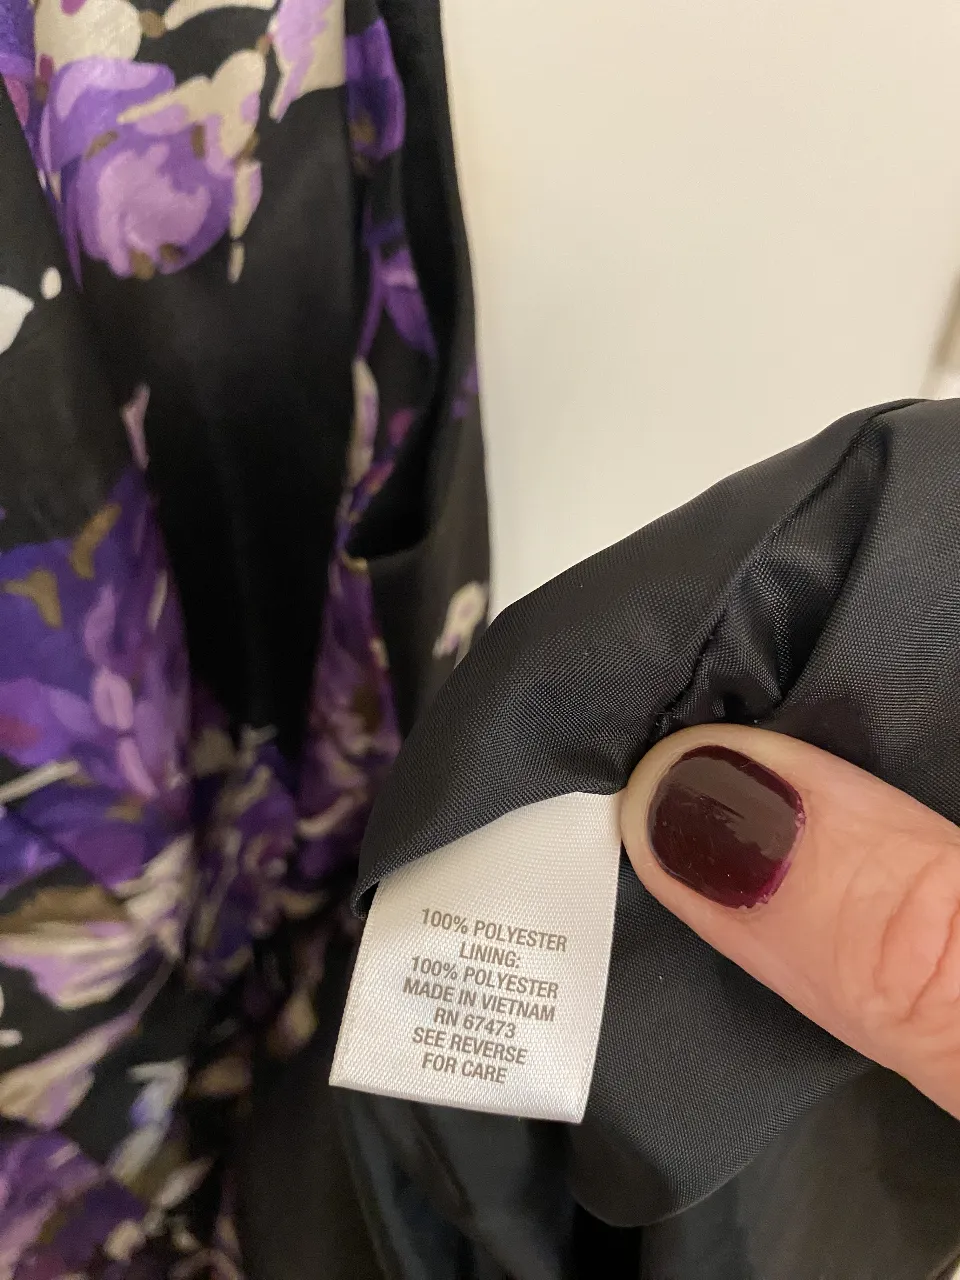 100% POLYESTER
LINING:
100% POLYESTER
MADE IN VIETNAM
RN 67473
SEE REVERSE
FOR CARE